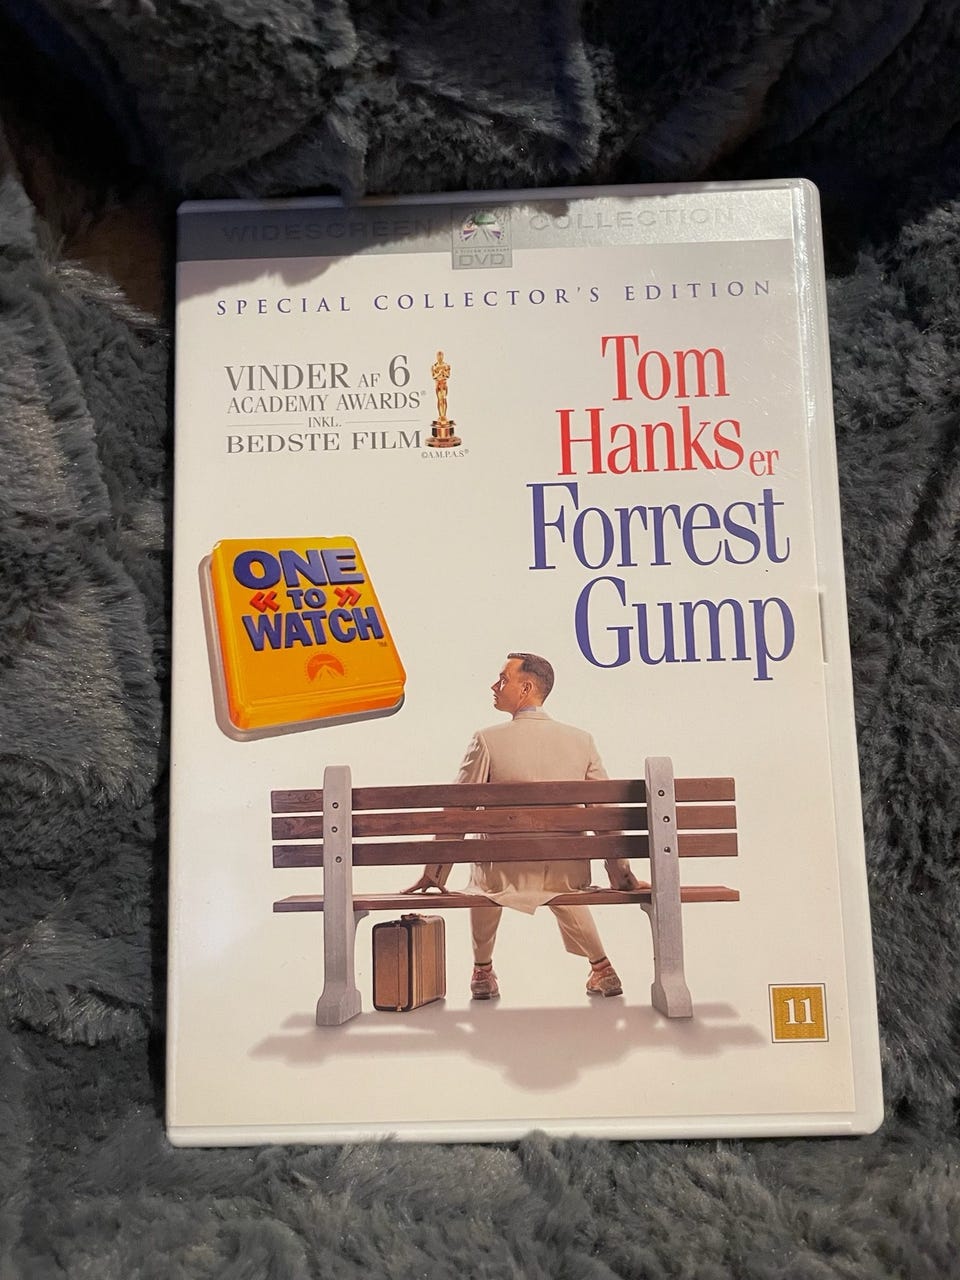 WIDESCREEN DVD COLLECTION
SPECIAL COLLECTOR'S EDITION
VINDER AF 6
ACADEMY AWARDS®
INKL.
BEDSTE FILM
©A.M.P.A.S.®
Tom
Hanks er
Forrest
Gump
ONE
« TO »
WATCH™
11